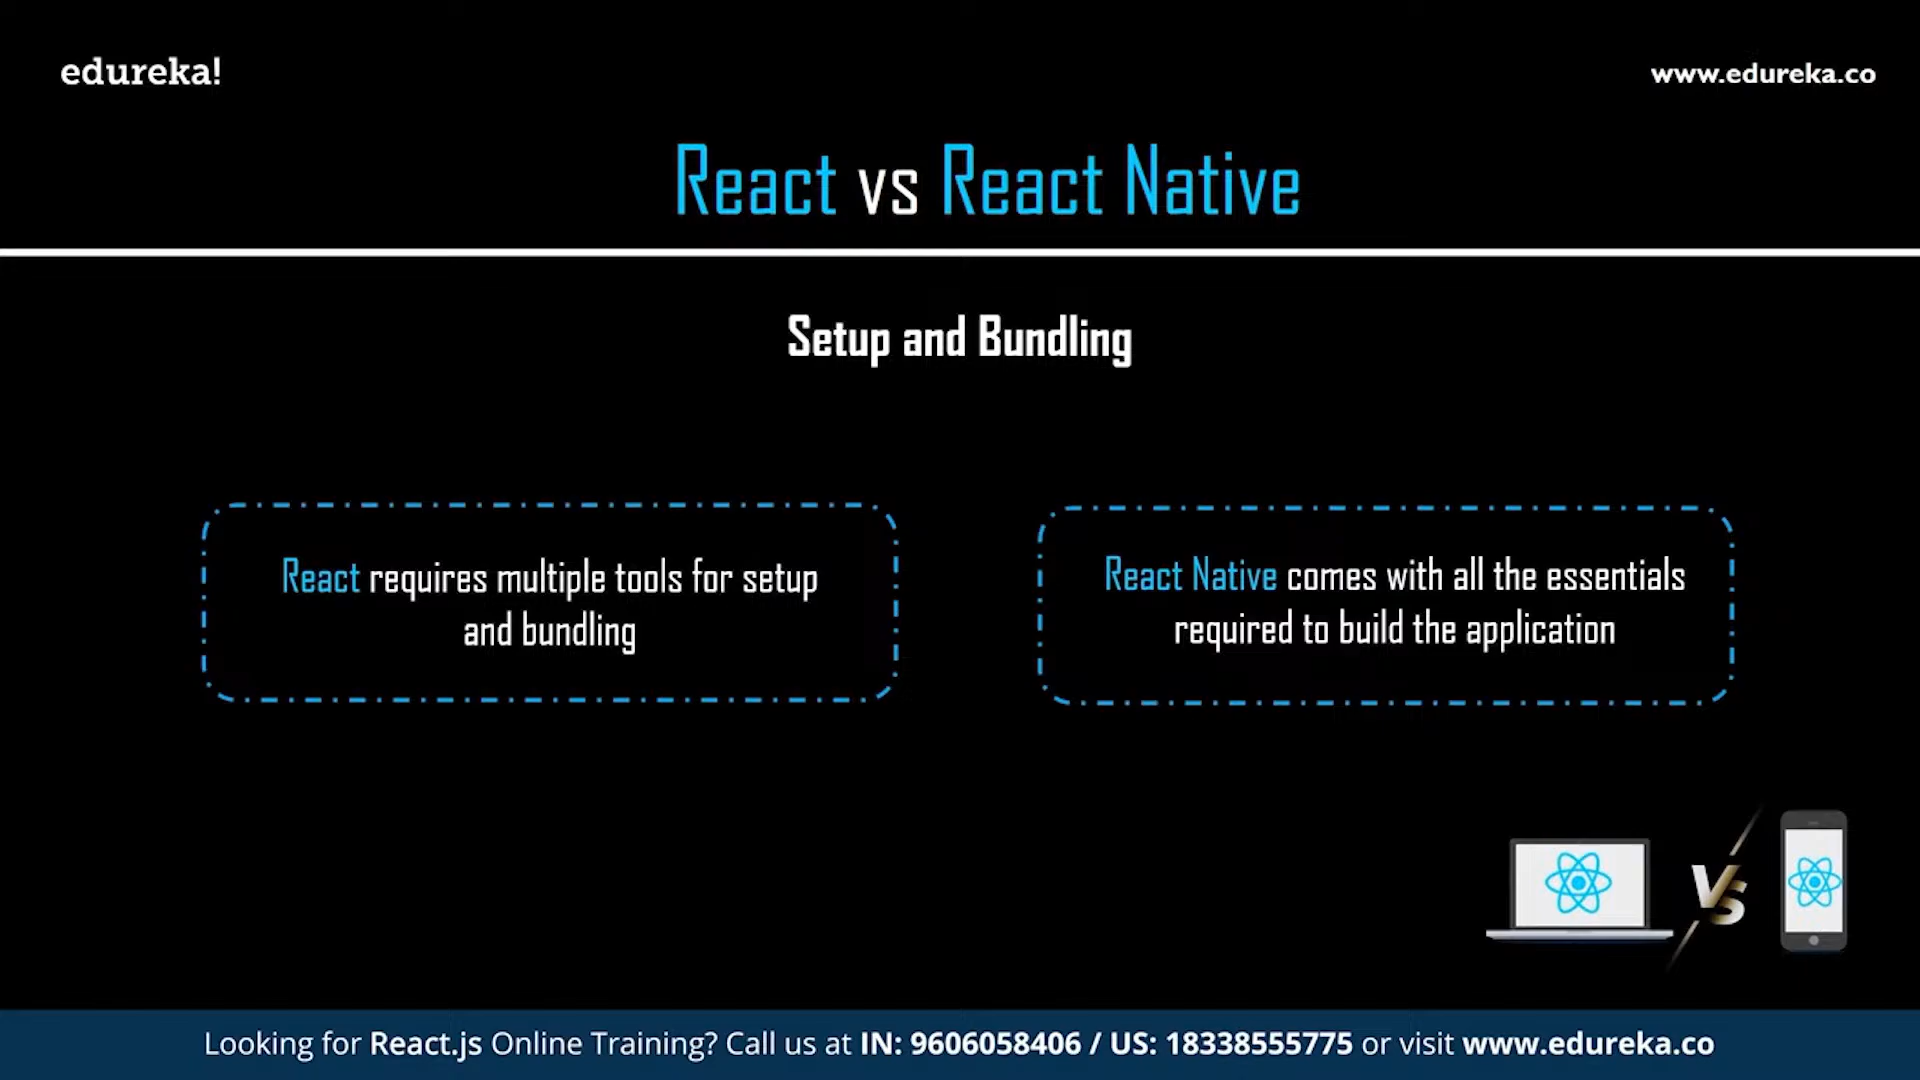 edureka!
www.edureka.co
React vs React Native
Setup and Bundling
React requires multiple tools for setup
and bundling
React Native comes with all the essentials
required to build the application
VS
Looking for React.js Online Training? Call us at IN: 9606058406 / US: 18338555775 or visit www.edureka.co